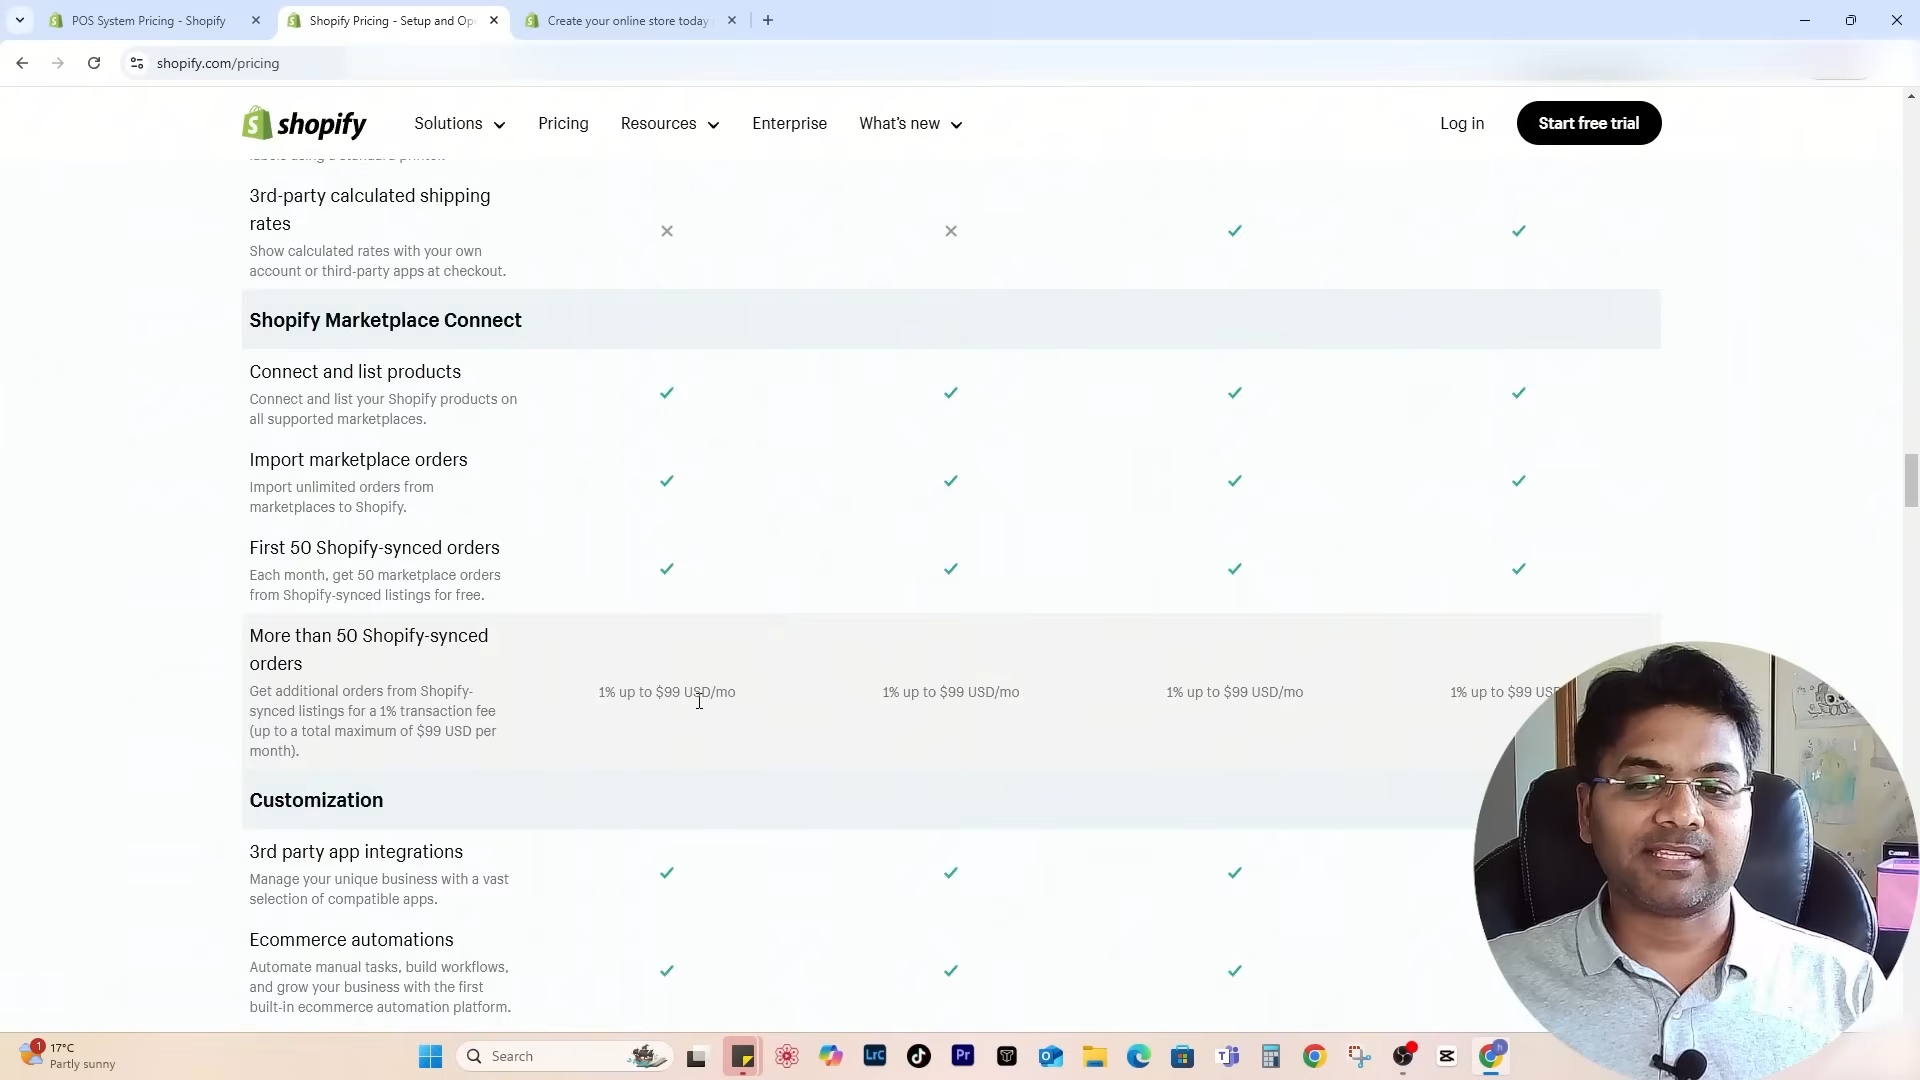 POS System Pricing - Shopify
Shopify Pricing - Setup and Op
Create your online store today
shopify.com/pricing
shopify
Solutions
Pricing
Resources
Enterprise
What's new
Log in
Start free trial
labels using a standard printer.
3rd-party calculated shipping
rates
Show calculated rates with your own
account or third-party apps at checkout.
Shopify Marketplace Connect
Connect and list products
Connect and list your Shopify products on
all supported marketplaces.
Import marketplace orders
Import unlimited orders from
marketplaces to Shopify.
First 50 Shopify-synced orders
Each month, get 50 marketplace orders
from Shopify-synced listings for free.
More than 50 Shopify-synced
orders
Get additional orders from Shopify-
synced listings for a 1% transaction fee
(up to a total maximum of $99 USD per
month).
1% up to $99 USD/mo
1% up to $99 USD/mo
1% up to $99 USD/mo
1% up to $99 USD
Customization
3rd party app integrations
Manage your unique business with a vast
selection of compatible apps.
Ecommerce automations
Automate manual tasks, build workflows,
and grow your business with the first
built-in ecommerce automation platform.
1
17°C
Partly sunny
Search
LrC
Pr
h
Canon